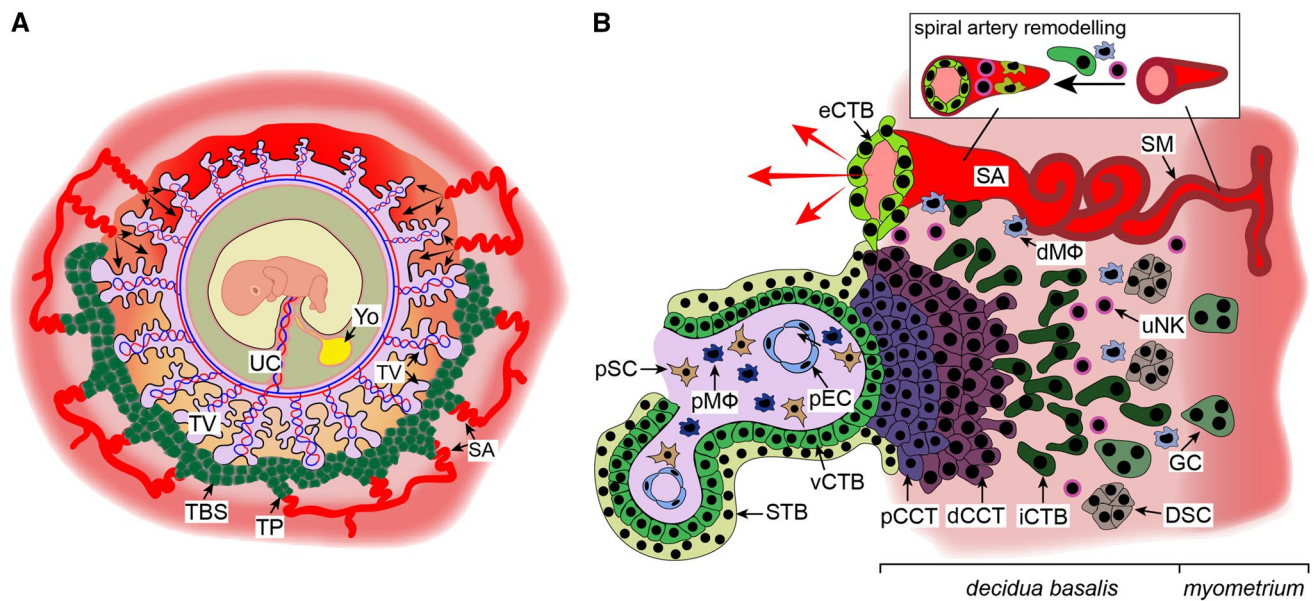 A
B
spiral artery remodelling
eCTB
SM
SA
dMΦ
Yo
UC
uNK
TV
pSC
pMΦ
pEC
TV
SA
GC
vCTB
TBS
STB
pCCT
dCCT
iCTB
DSC
TP
decidua basalis
myometrium